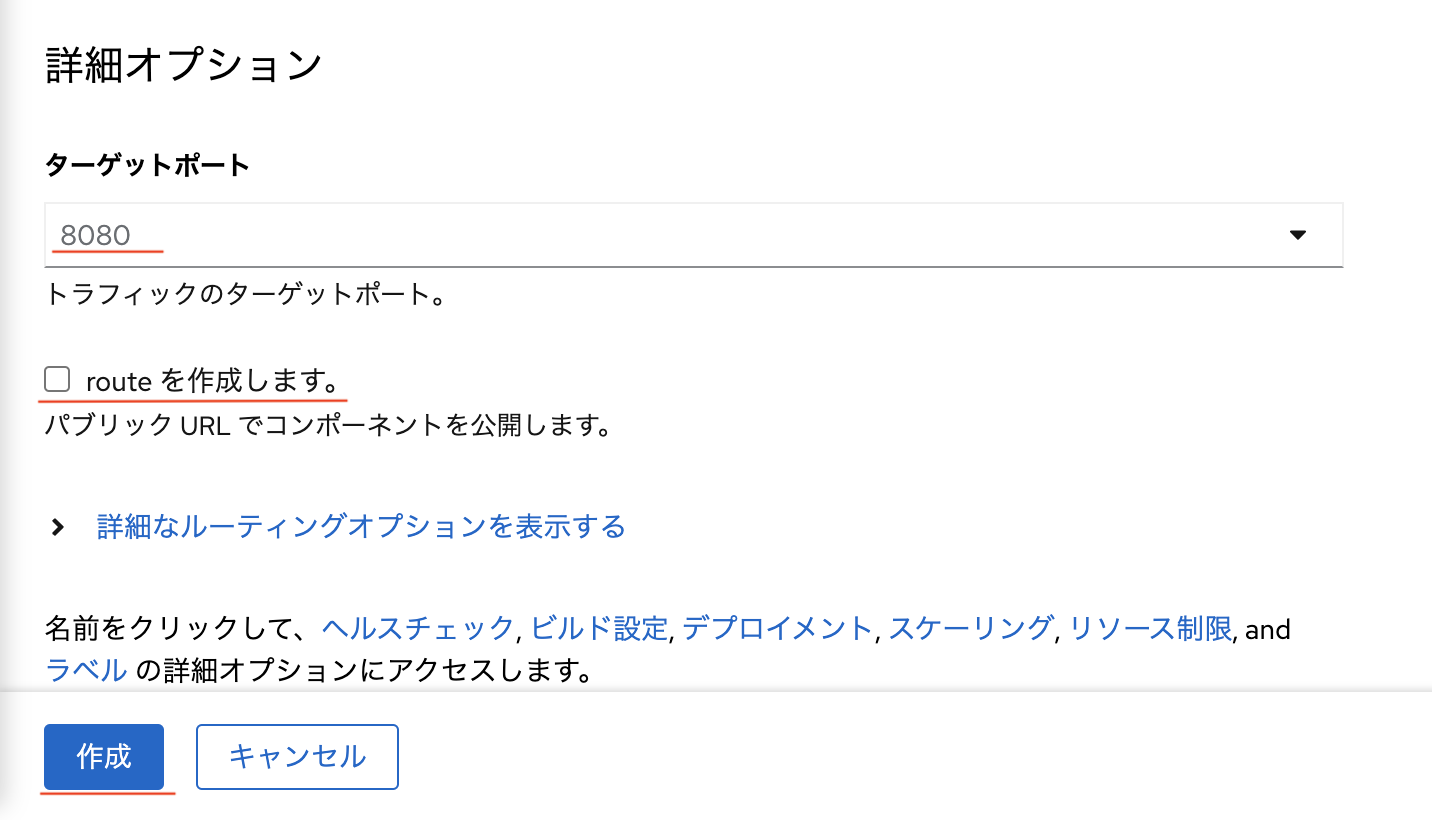 詳細オプション
ターゲットポート
8080
トラフィックのターゲットポート。
route を作成します。
パブリック URL でコンポーネントを公開します。
詳細なルーティングオプションを表示する
名前をクリックして、ヘルスチェック, ビルド設定, デプロイメント, スケーリング, リソース制限, and
ラベル の詳細オプションにアクセスします。
作成 キャンセル